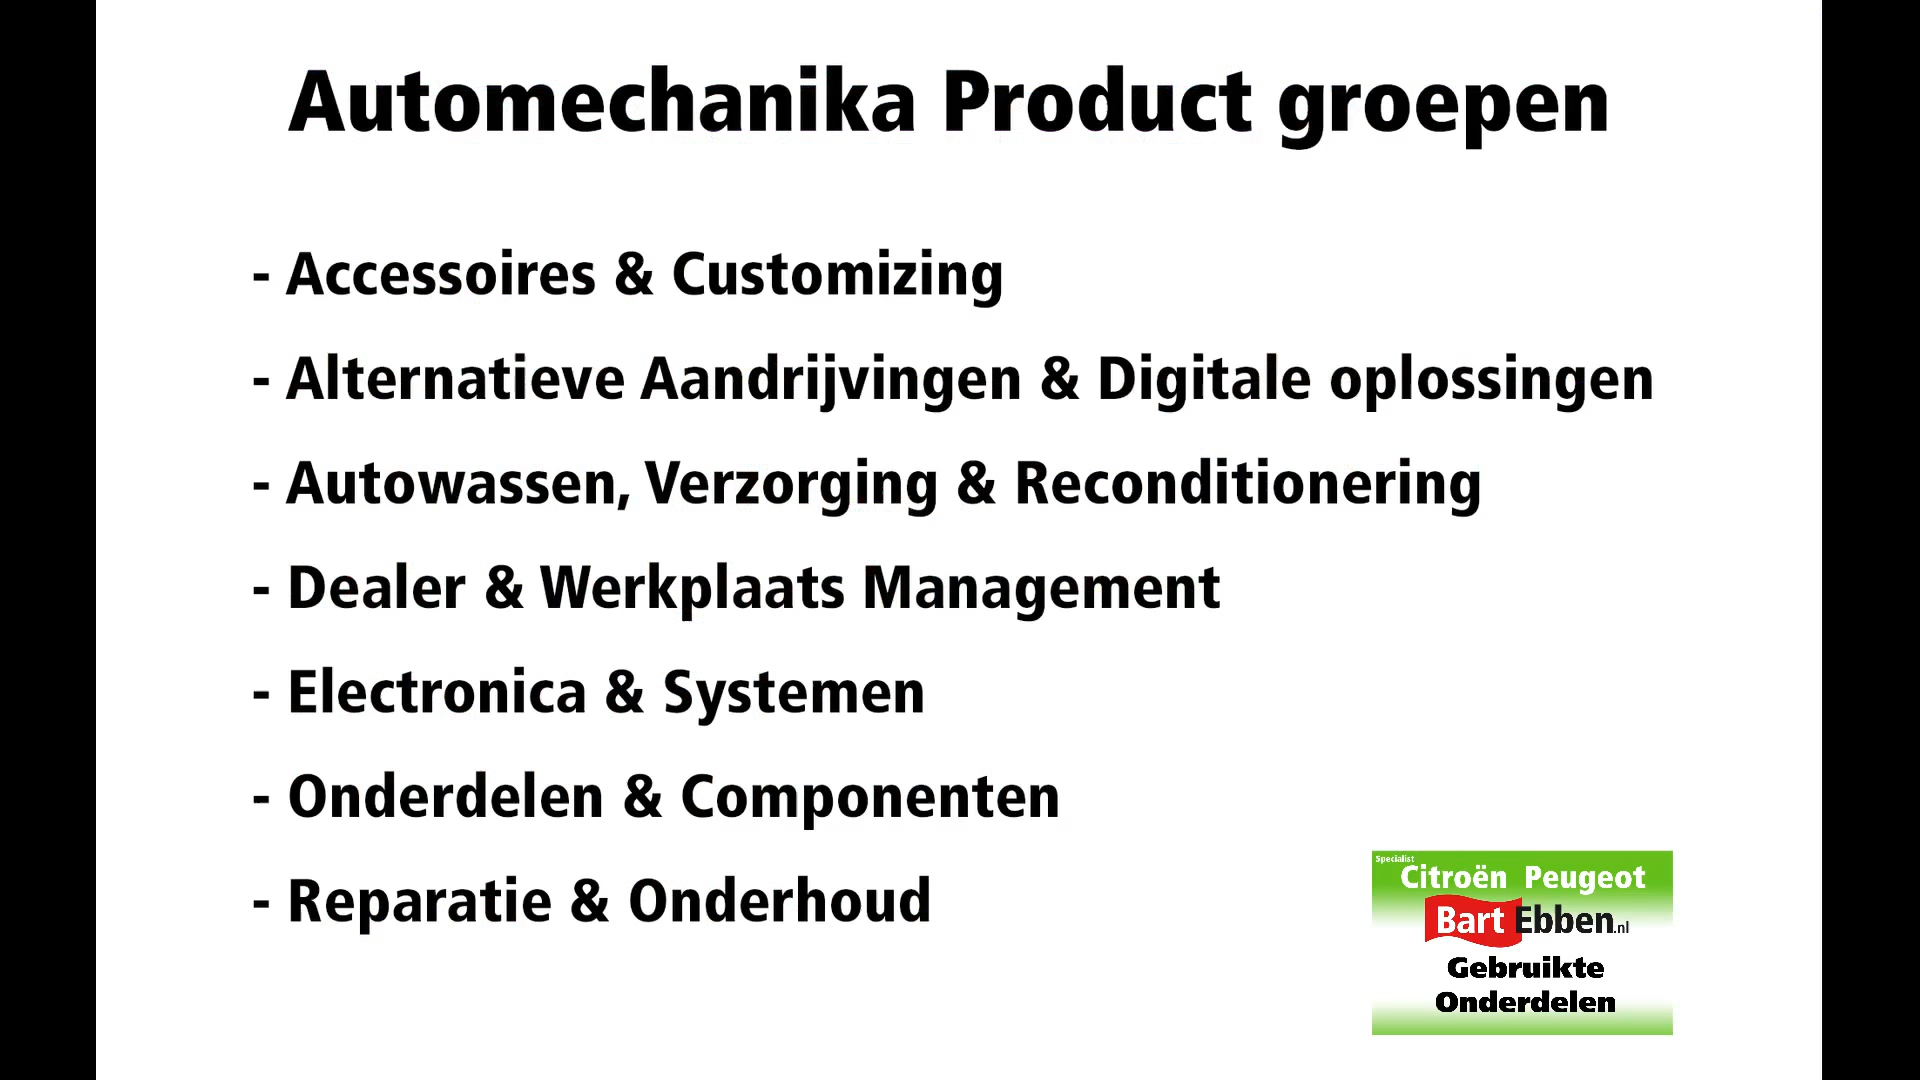 Automechanika Product groepen
- Accessoires & Customizing
- Alternatieve Aandrijvingen & Digitale oplossingen
- Autowassen, Verzorging & Reconditionering
- Dealer & Werkplaats Management
- Electronica & Systemen
- Onderdelen & Componenten
- Reparatie & Onderhoud
Specialist
Citroën Peugeot
Bart Ebben.nl
Gebruikte
Onderdelen